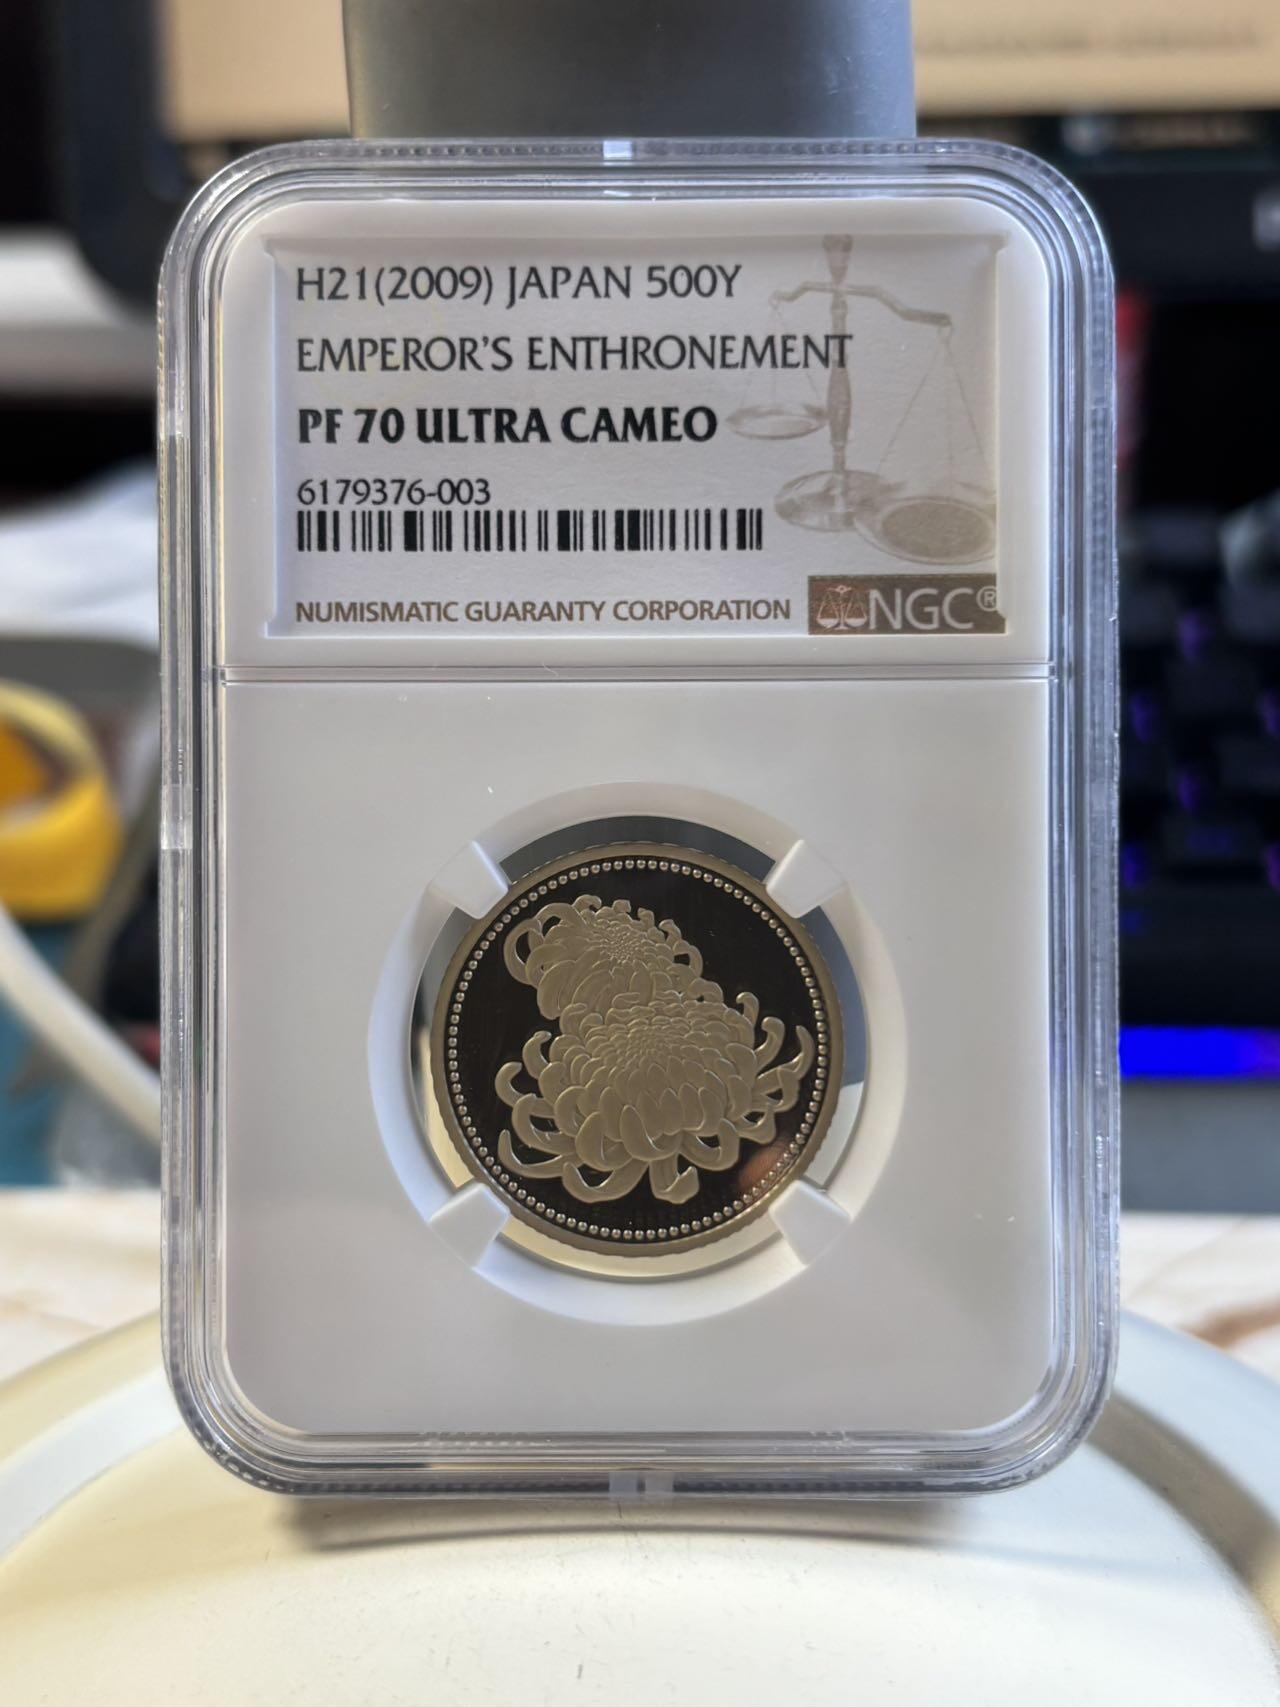 H21(2009) JAPAN 500Y
EMPEROR'S ENTHRONEMENT
PF 70 ULTRA CAMEO
6179376-003
NUMISMATIC GUARANTY CORPORATION NGC®